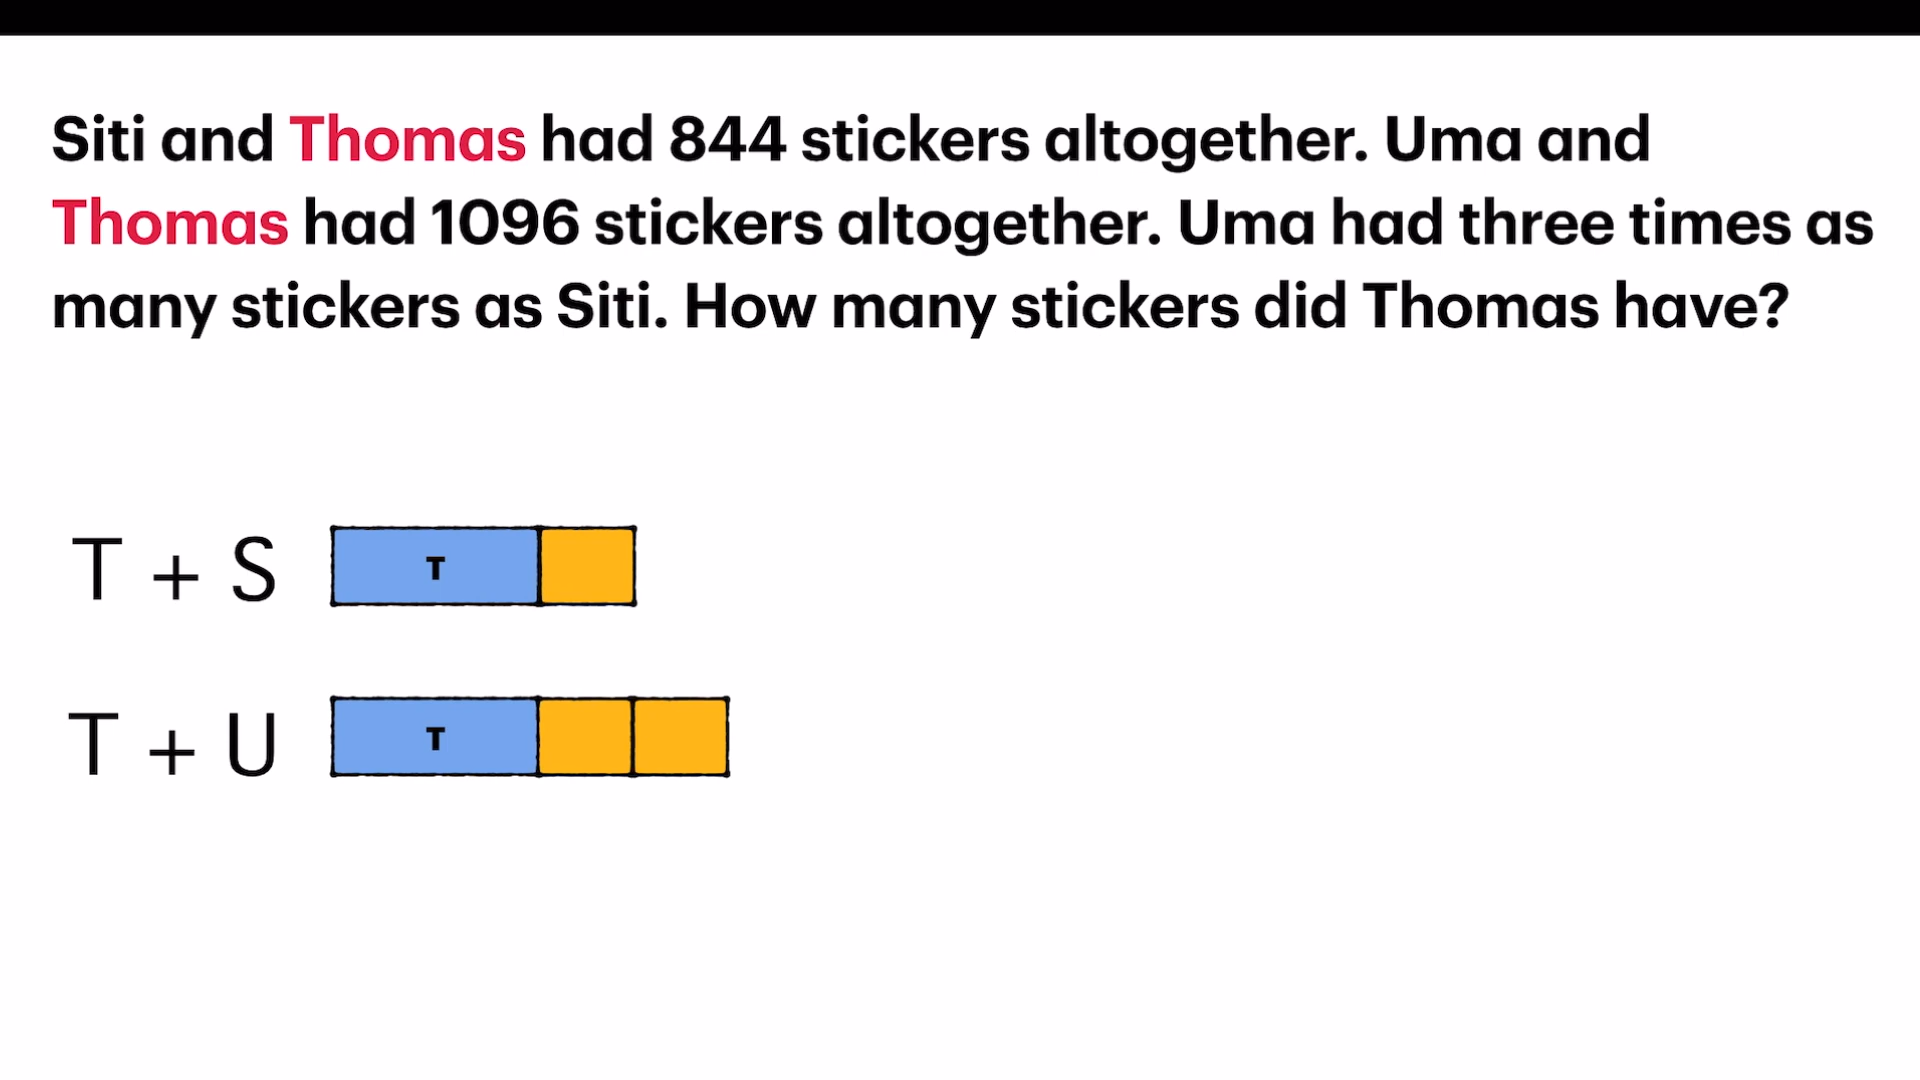 Siti and Thomas had 844 stickers altogether. Uma and
Thomas had 1096 stickers altogether. Uma had three times as
many stickers as Siti. How many stickers did Thomas have?
T + S
T
T + U
T